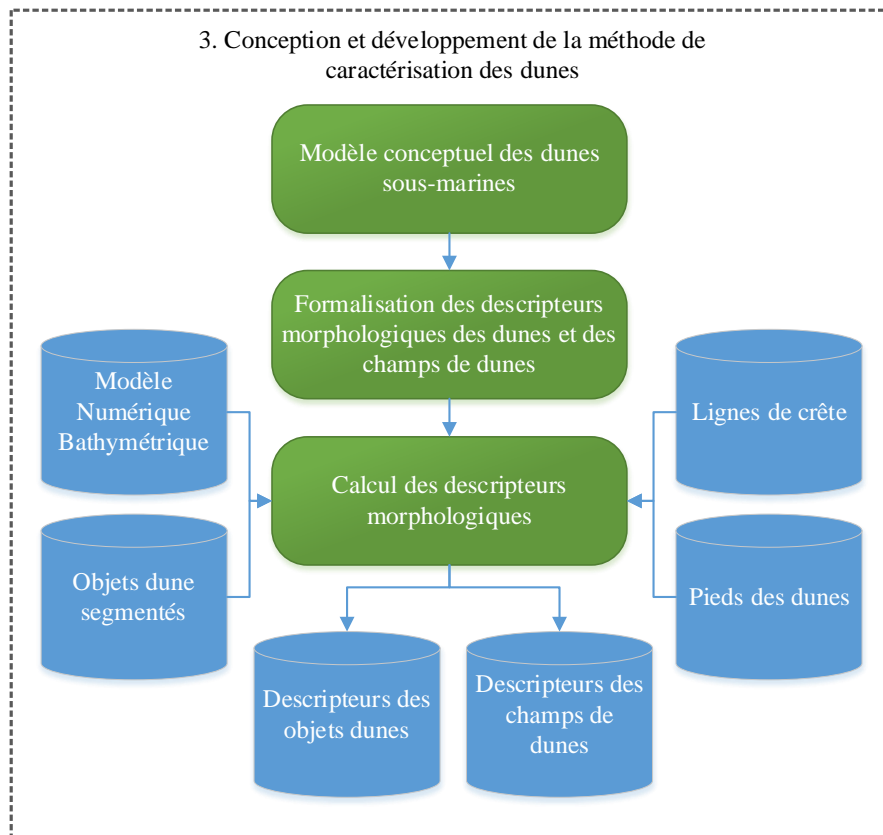 3. Conception et développement de la méthode de
caractérisation des dunes
Modèle conceptuel des dunes
sous-marines
Formalisation des descripteurs
morphologiques des dunes et des
champs de dunes
Modèle
Numérique
Bathymétrique
Lignes de crête
Calcul des descripteurs
morphologiques
Objets dune
segmentés
Pieds des dunes
Descripteurs des
objets dunes
Descripteurs des
champs de
dunes